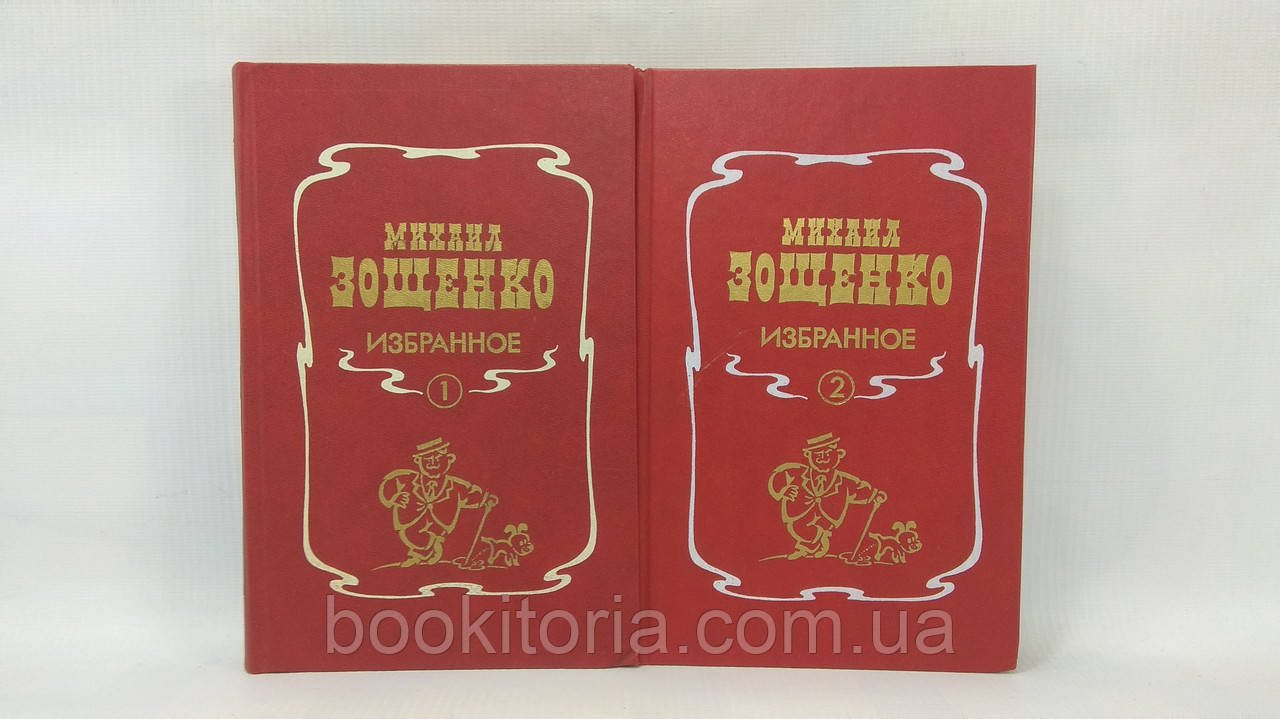 МИХАИЛ
ЗОЩЕНКО
ИЗБРАННОЕ
1
МИХАИЛ
ЗОЩЕНКО
ИЗБРАННОЕ
2
bookitoria.com.ua